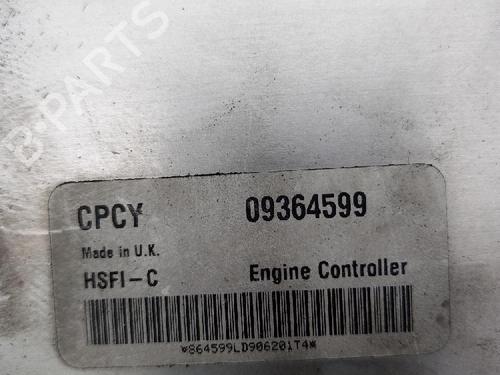 B-PARTS
CPCY 09364599
Made in U.K.
HSFI-C Engine Controller
*864599LD906201T4*